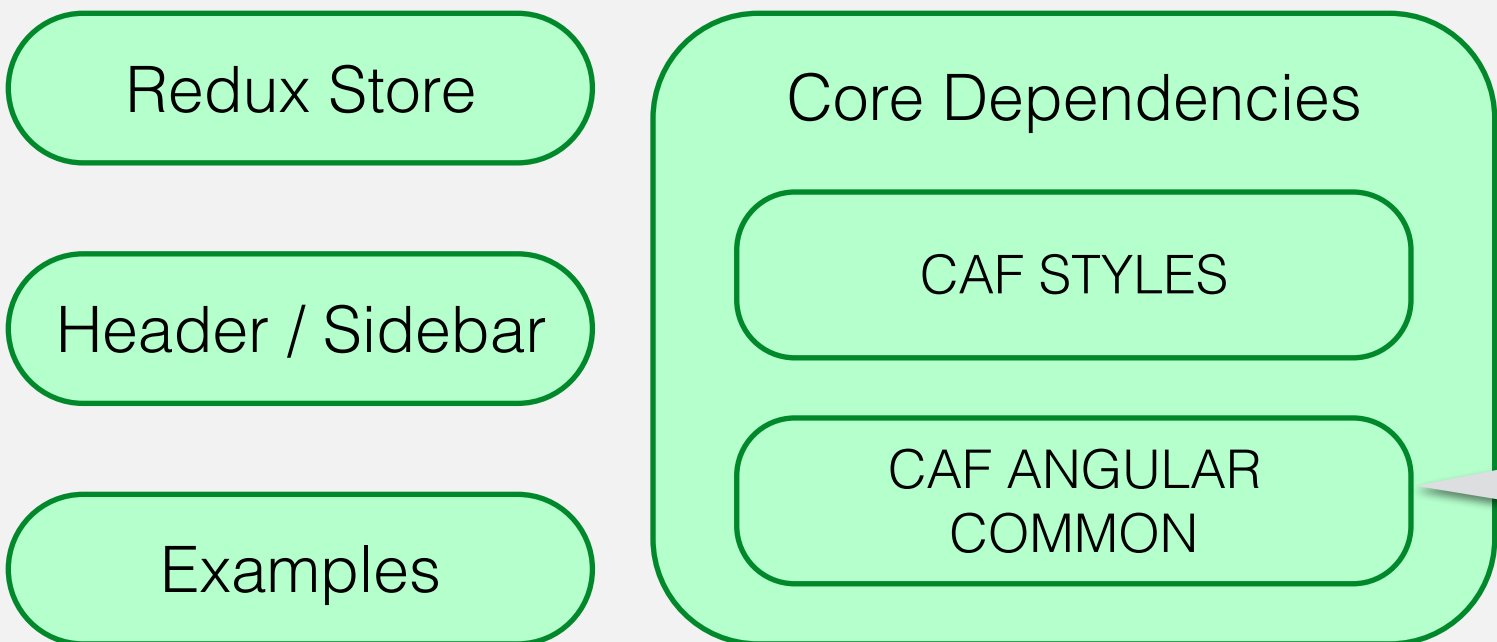 Redux Store
Header / Sidebar
Examples
Core Dependencies
CAF STYLES
CAF ANGULAR
COMMON